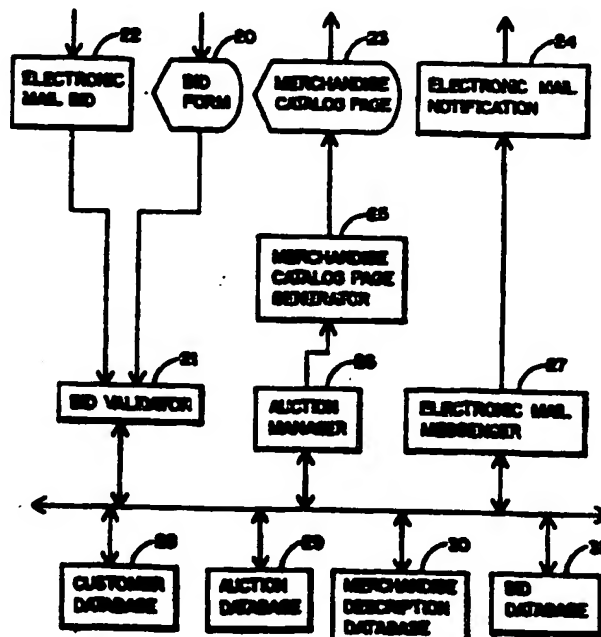 22
20
23
24
ELECTRONIC
MAIL BID
BID
FORM
MERCHANDISE
CATALOG PAGE
ELECTRONIC MAIL
NOTIFICATION
25
MERCHANDISE
CATALOG PAGE
GENERATOR
21
26
27
BID VALIDATOR
AUCTION
MANAGER
ELECTRONIC MAIL
MESSENGER
28
29
30
CUSTOMER
DATABASE
AUCTION
DATABASE
MERCHANDISE
DESCRIPTION
DATABASE
BID
DATABASE